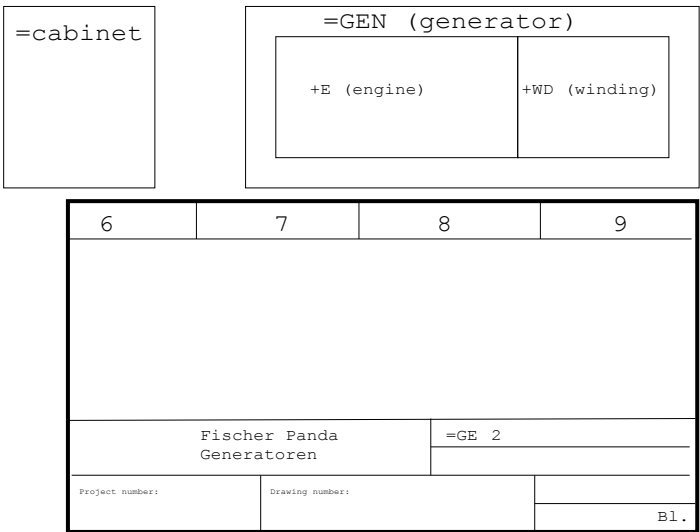 =cabinet
=GEN (generator)
+E (engine)
+WD (winding)
6 7 8 9
Fischer Panda
Generatoren
=GE 2
Project number:
Drawing number:
Bl.